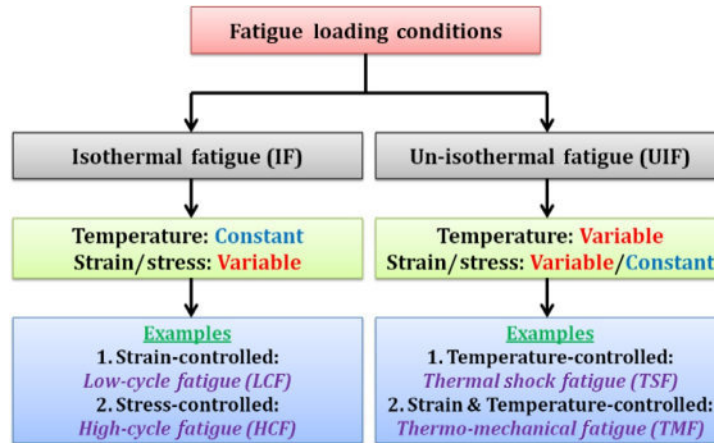 Fatigue loading conditions
Isothermal fatigue (IF)
Un-isothermal fatigue (UIF)
Temperature: Constant
Strain/stress: Variable
Temperature: Variable
Strain/stress: Variable/Constant
Examples
1. Strain-controlled:
Low-cycle fatigue (LCF)
2. Stress-controlled:
High-cycle fatigue (HCF)
Examples
1. Temperature-controlled:
Thermal shock fatigue (TSF)
2. Strain & Temperature-controlled:
Thermo-mechanical fatigue (TMF)